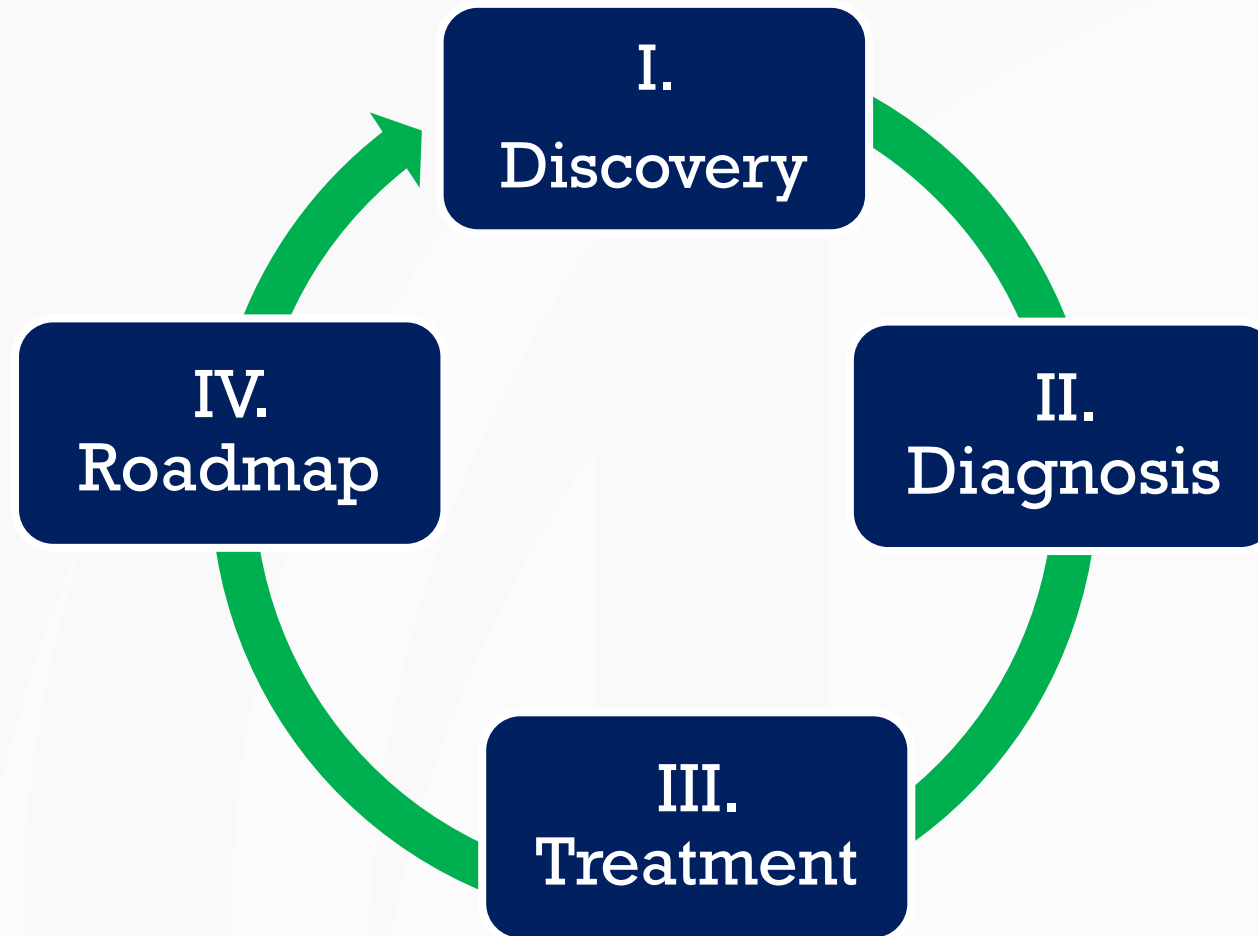 I.
Discovery
II.
Diagnosis
III.
Treatment
IV.
Roadmap